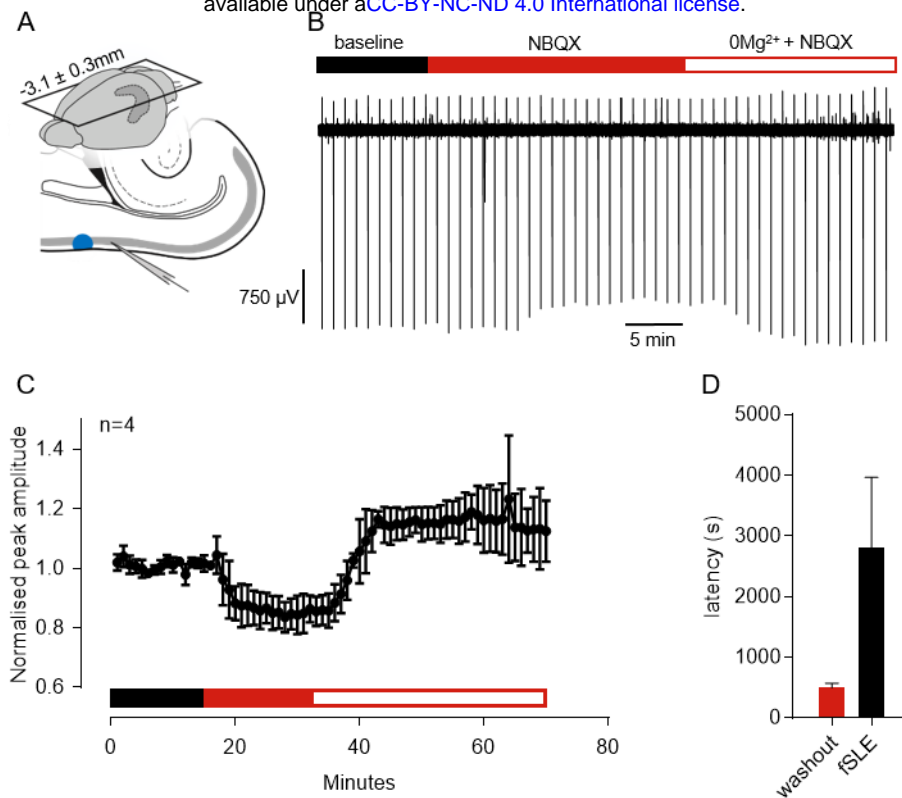 available under aCC-BY-NC-ND 4.0 International license.
A
B
-3.1 ± 0.3mm
baseline NBQX 0Mg²⁺ + NBQX
750 µV
5 min
C
n=4
Normalised peak amplitude
1.4
1.2
1.0
0.8
0.6
0 20 40 60 80
Minutes
D
latency (s)
5000
4000
3000
2000
1000
0
washout fSLE